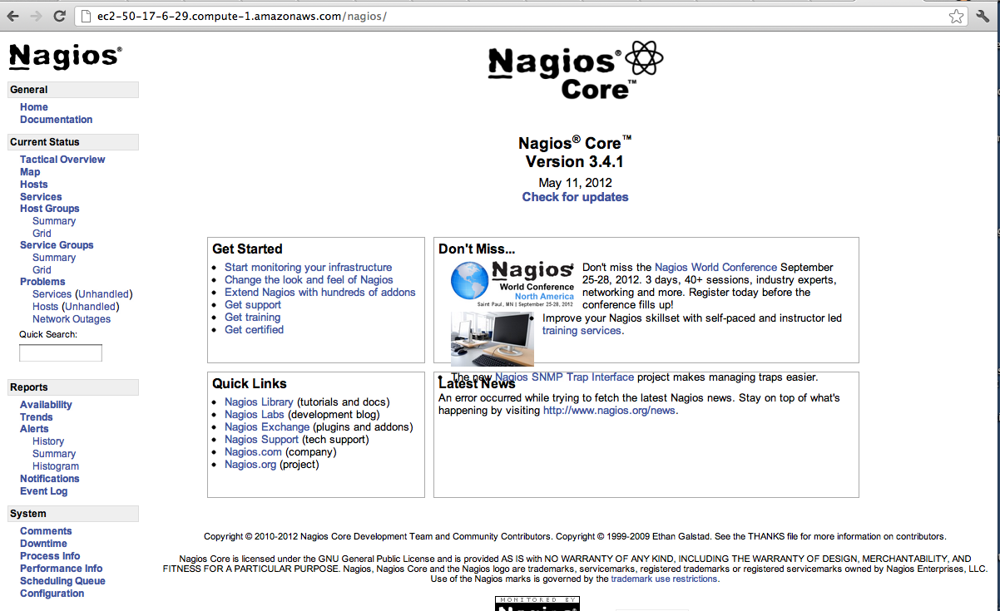 ec2-50-17-6-29.compute-1.amazonaws.com/nagios/
Nagios®
General
Home
Documentation
Current Status
Tactical Overview
Map
Hosts
Services
Host Groups
Summary
Grid
Service Groups
Summary
Grid
Problems
Services (Unhandled)
Hosts (Unhandled)
Network Outages
Quick Search:
Reports
Availability
Trends
Alerts
History
Summary
Histogram
Notifications
Event Log
System
Comments
Downtime
Process Info
Performance Info
Scheduling Queue
Configuration
Nagios®
Core™
Nagios® Core™
Version 3.4.1
May 11, 2012
Check for updates
Get Started
Start monitoring your infrastructure
Change the look and feel of Nagios
Extend Nagios with hundreds of addons
Get support
Get training
Get certified
Don't Miss...
Nagios®
World Conference
North America
Saint Paul, MN | September 25-28, 2012
Don't miss the Nagios World Conference September
25-28, 2012. 3 days, 40+ sessions, industry experts,
networking and more. Register today before the
conference fills up!
Improve your Nagios skillset with self-paced and instructor led
training services.
The new Nagios SNMP Trap Interface project makes managing traps easier.
Quick Links
Nagios Library (tutorials and docs)
Nagios Labs (development blog)
Nagios Exchange (plugins and addons)
Nagios Support (tech support)
Nagios.com (company)
Nagios.org (project)
Latest News
An error occurred while trying to fetch the latest Nagios news. Stay on top of what's
happening by visiting http://www.nagios.org/news.
Copyright © 2010-2012 Nagios Core Development Team and Community Contributors. Copyright © 1999-2009 Ethan Galstad. See the THANKS file for more information on contributors.
Nagios Core is licensed under the GNU General Public License and is provided AS IS with NO WARRANTY OF ANY KIND, INCLUDING THE WARRANTY OF DESIGN, MERCHANTABILITY, AND
FITNESS FOR A PARTICULAR PURPOSE. Nagios, Nagios Core and the Nagios logo are trademarks, servicemarks, registered trademarks or registered servicemarks owned by Nagios Enterprises, LLC.
Use of the Nagios marks is governed by the trademark use restrictions.
MONITORED BY
Nagios